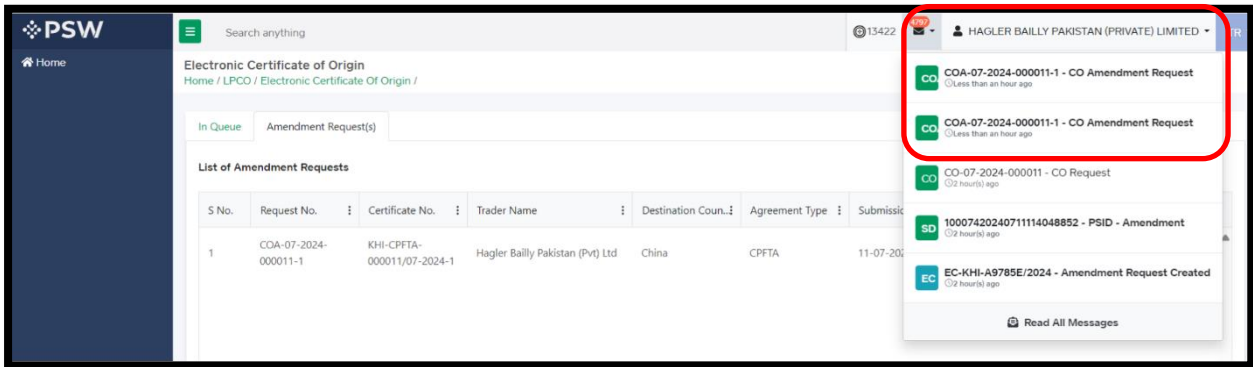 PSW
Search anything
13422
4797
HAGLER BAILLY PAKISTAN (PRIVATE) LIMITED
TR
Home
Electronic Certificate of Origin
Home / LPCO / Electronic Certificate Of Origin /
In Queue
Amendment Request(s)
List of Amendment Requests
S No.
Request No.
Certificate No.
Trader Name
Destination Coun..
Agreement Type
Submissio
1
COA-07-2024-
000011-1
KHI-CPFTA-
000011/07-2024-1
Hagler Bailly Pakistan (Pvt) Ltd
China
CPFTA
11-07-202
CO
COA-07-2024-000011-1 - CO Amendment Request
Less than an hour ago
CO
COA-07-2024-000011-1 - CO Amendment Request
Less than an hour ago
CO
CO-07-2024-000011 - CO Request
2 hour(s) ago
SD
10007420240711114048852 - PSID - Amendment
2 hour(s) ago
EC
EC-KHI-A9785E/2024 - Amendment Request Created
2 hour(s) ago
Read All Messages